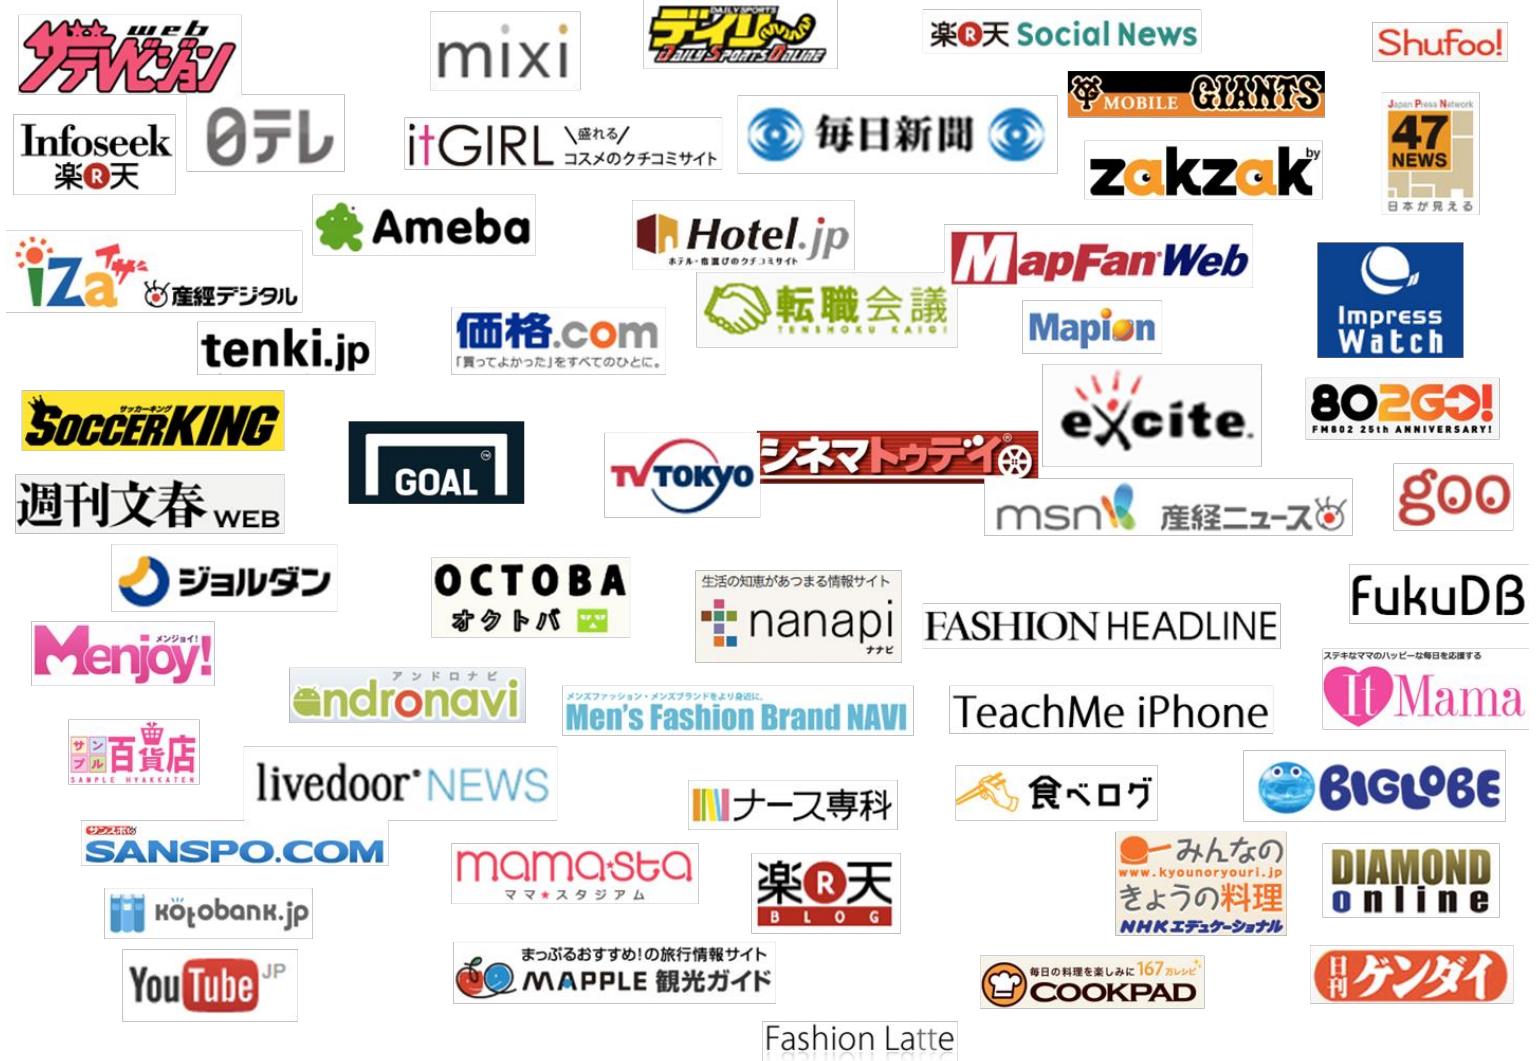 web
ザテレビジョン
mixi
デイリー
DAILY SPORTS
DAILY SPORTS ONLINE
楽R天 Social News
Shufoo!
Infoseek
楽R天
日テレ
itGIRL
\盛れる/
コスメのクチコミサイト
毎日新聞
MOBILE GIANTS
zakzak
by
Japan Press Network
47
NEWS
日本が見える
iza イザ!
産経デジタル
Ameba
Hotel.jp
ホテル・宿選びのクチコミサイト
MapFan Web
Impress
Watch
tenki.jp
価格.com
「買ってよかった」をすべてのひとに。
転職会議
TENSHOKU KAIGI
Mapion
サッカーキング
SOCCERKING
GOAL
TM
TV TOKYO
シネマトゥデイ®
excite.
802GO!
FM802 25th ANNIVERSARY!
週刊文春 WEB
msn 産経ニュース
goo
ジョルダン
OCTOBA
オクトバ
生活の知恵があつまる情報サイト
nanapi
ナナピ
FASHION HEADLINE
FukuDB
メンジョイ!
Menjoy!
アンドロナビ
andronavi
メンズファッション・メンズブランドをより身近に。
Men's Fashion Brand NAVI
TeachMe iPhone
ステキなママのハッピーな毎日を応援する
It Mama
サンプル百貨店
SAMPLE HYAKKATEN
livedoor NEWS
ナース専科
食べログ
BIGLOBE
サンスポ
SANSPO.COM
mamasta
ママ★スタジアム
楽R天
BLOG
みんなの
www.kyounoryouri.jp
きょうの料理
NHKエデュケーショナル
DIAMOND
online
kotobank.jp
YouTube JP
まっぷるおすすめ!の旅行情報サイト
MAPPLE 観光ガイド
毎日の料理を楽しみに 167万レシピ
COOKPAD
日刊ゲンダイ
Fashion Latte